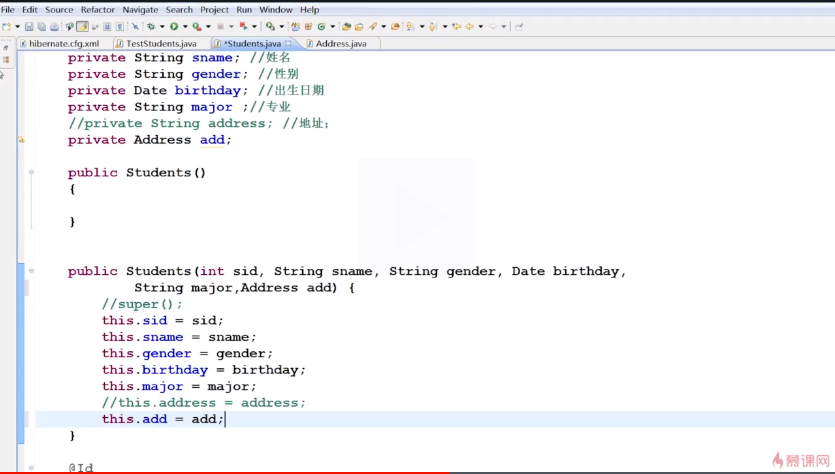 File Edit Source Refactor Navigate Search Project Run Window Help
hibernate.cfg.xml TestStudents.java *Students.java Address.java
private String sname; //姓名
private String gender; //性别
private Date birthday; //出生日期
private String major ;//专业
//private String address; //地址;
private Address add;
public Students()
{
}
public Students(int sid, String sname, String gender, Date birthday,
String major,Address add) {
//super();
this.sid = sid;
this.sname = sname;
this.gender = gender;
this.birthday = birthday;
this.major = major;
//this.address = address;
this.add = add;
}
@Id
慕课网